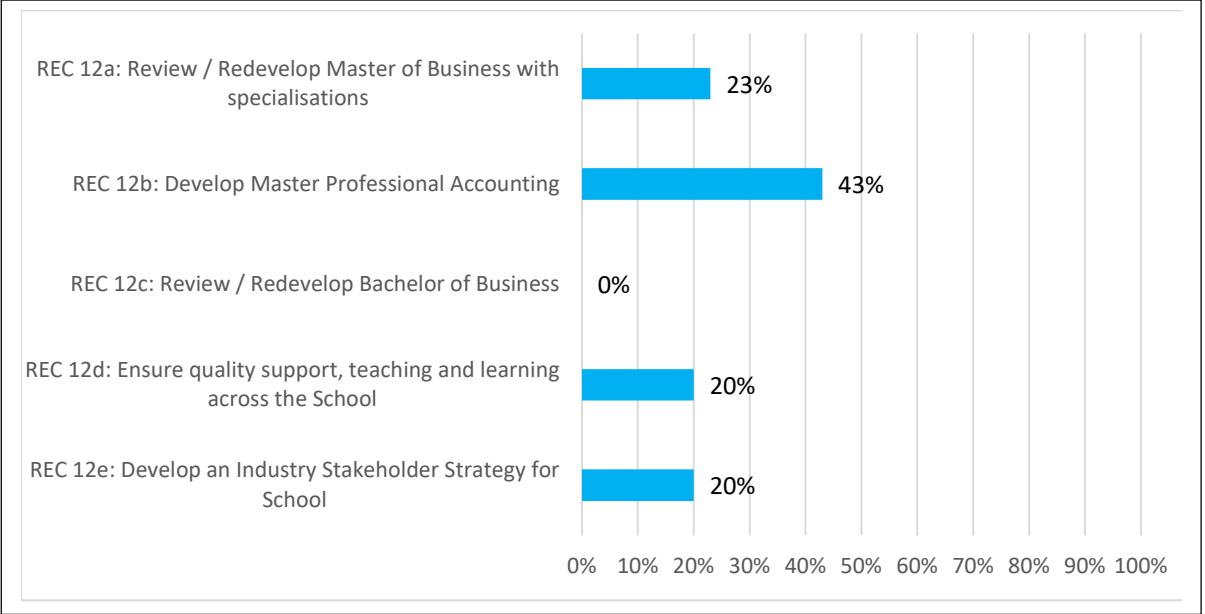 REC 12a: Review / Redevelop Master of Business with
specialisations
23%
REC 12b: Develop Master Professional Accounting
43%
REC 12c: Review / Redevelop Bachelor of Business
0%
REC 12d: Ensure quality support, teaching and learning
across the School
20%
REC 12e: Develop an Industry Stakeholder Strategy for
School
20%
0% 10% 20% 30% 40% 50% 60% 70% 80% 90% 100%